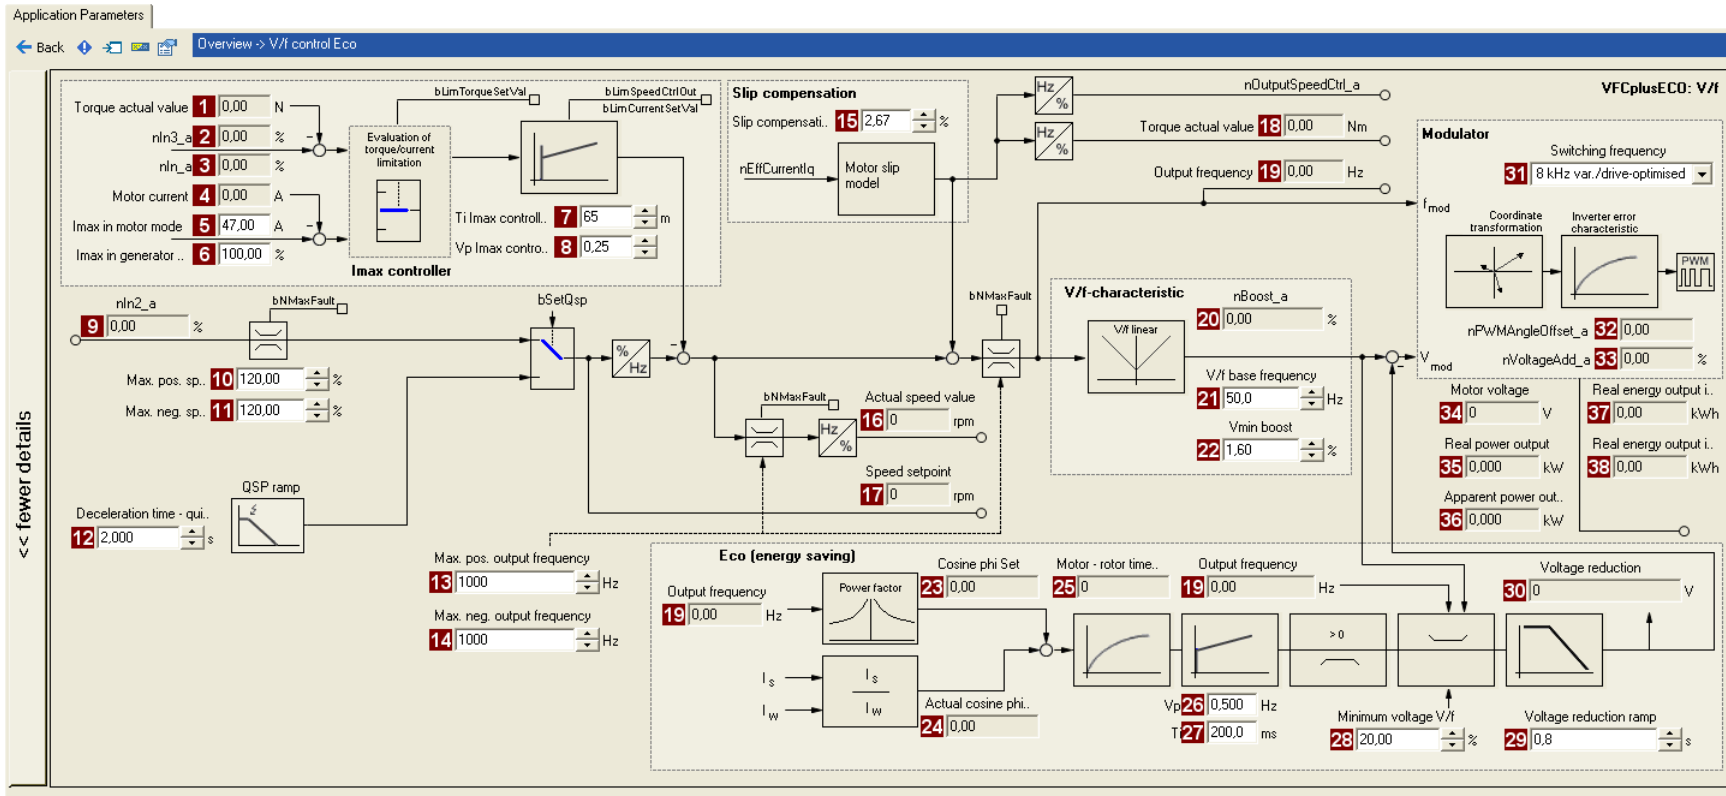 Application Parameters
Back
Overview -> V/f control Eco
<< fewer details
Torque actual value 1 0,00 N
nIn3_a 2 0,00 %
nIn_a 3 0,00 %
Motor current 4 0,00 A
Imax in motor mode 5 47,00 A
Imax in generator .. 6 100,00 %
bLimTorqueSetVal
Evaluation of
torque/current
limitation
bLimSpeedCtrlOut
bLimCurrentSetVal
Ti Imax controll.. 7 65 m
Vp Imax contro.. 8 0,25
Imax controller
Slip compensation
Slip compensati.. 15 2,67 %
nEffCurrentIq
Motor slip
model
Hz
%
Hz
%
nOutputSpeedCtrl_a
Torque actual value 18 0,00 Nm
Output frequency 19 0,00 Hz
VFCplusECO: V/f
Modulator
Switching frequency
31 8 kHz var./drive-optimised
fmod
Coordinate
transformation
Inverter error
characteristic
PWM
nPWMAngleOffset_a 32 0,00
nVoltageAdd_a 33 0,00 %
Vmod
nIn2_a
9 0,00 %
bNMaxFault
bSetQsp
%
Hz
Max. pos. sp.. 10 120,00 %
Max. neg. sp.. 11 120,00 %
bNMaxFault
bNMaxFault
Hz
%
Actual speed value
16 0 rpm
Speed setpoint
17 0 rpm
V/f-characteristic
V/f linear
nBoost_a
20 0,00 %
V/f base frequency
21 50,0 Hz
Vmin boost
22 1,60 %
Motor voltage
34 0 V
Real energy output i..
37 0,00 kWh
Real power output
35 0,000 kW
Real energy output i..
38 0,00 kWh
Apparent power out..
36 0,000 kW
QSP ramp
Deceleration time - qui..
12 2,000 s
Max. pos. output frequency
13 1000 Hz
Max. neg. output frequency
14 1000 Hz
Eco (energy saving)
Output frequency
19 0,00 Hz
Power factor
Cosine phi Set
23 0,00
Motor - rotor time..
25 0
Output frequency
19 0,00 Hz
Voltage reduction
30 0 V
> 0
Is
Iw
Is
Iw
Actual cosine phi..
24 0,00
Vp 26 0,500 Hz
27 200,0 ms
Minimum voltage V/f
28 20,00 %
Voltage reduction ramp
29 0,8 s